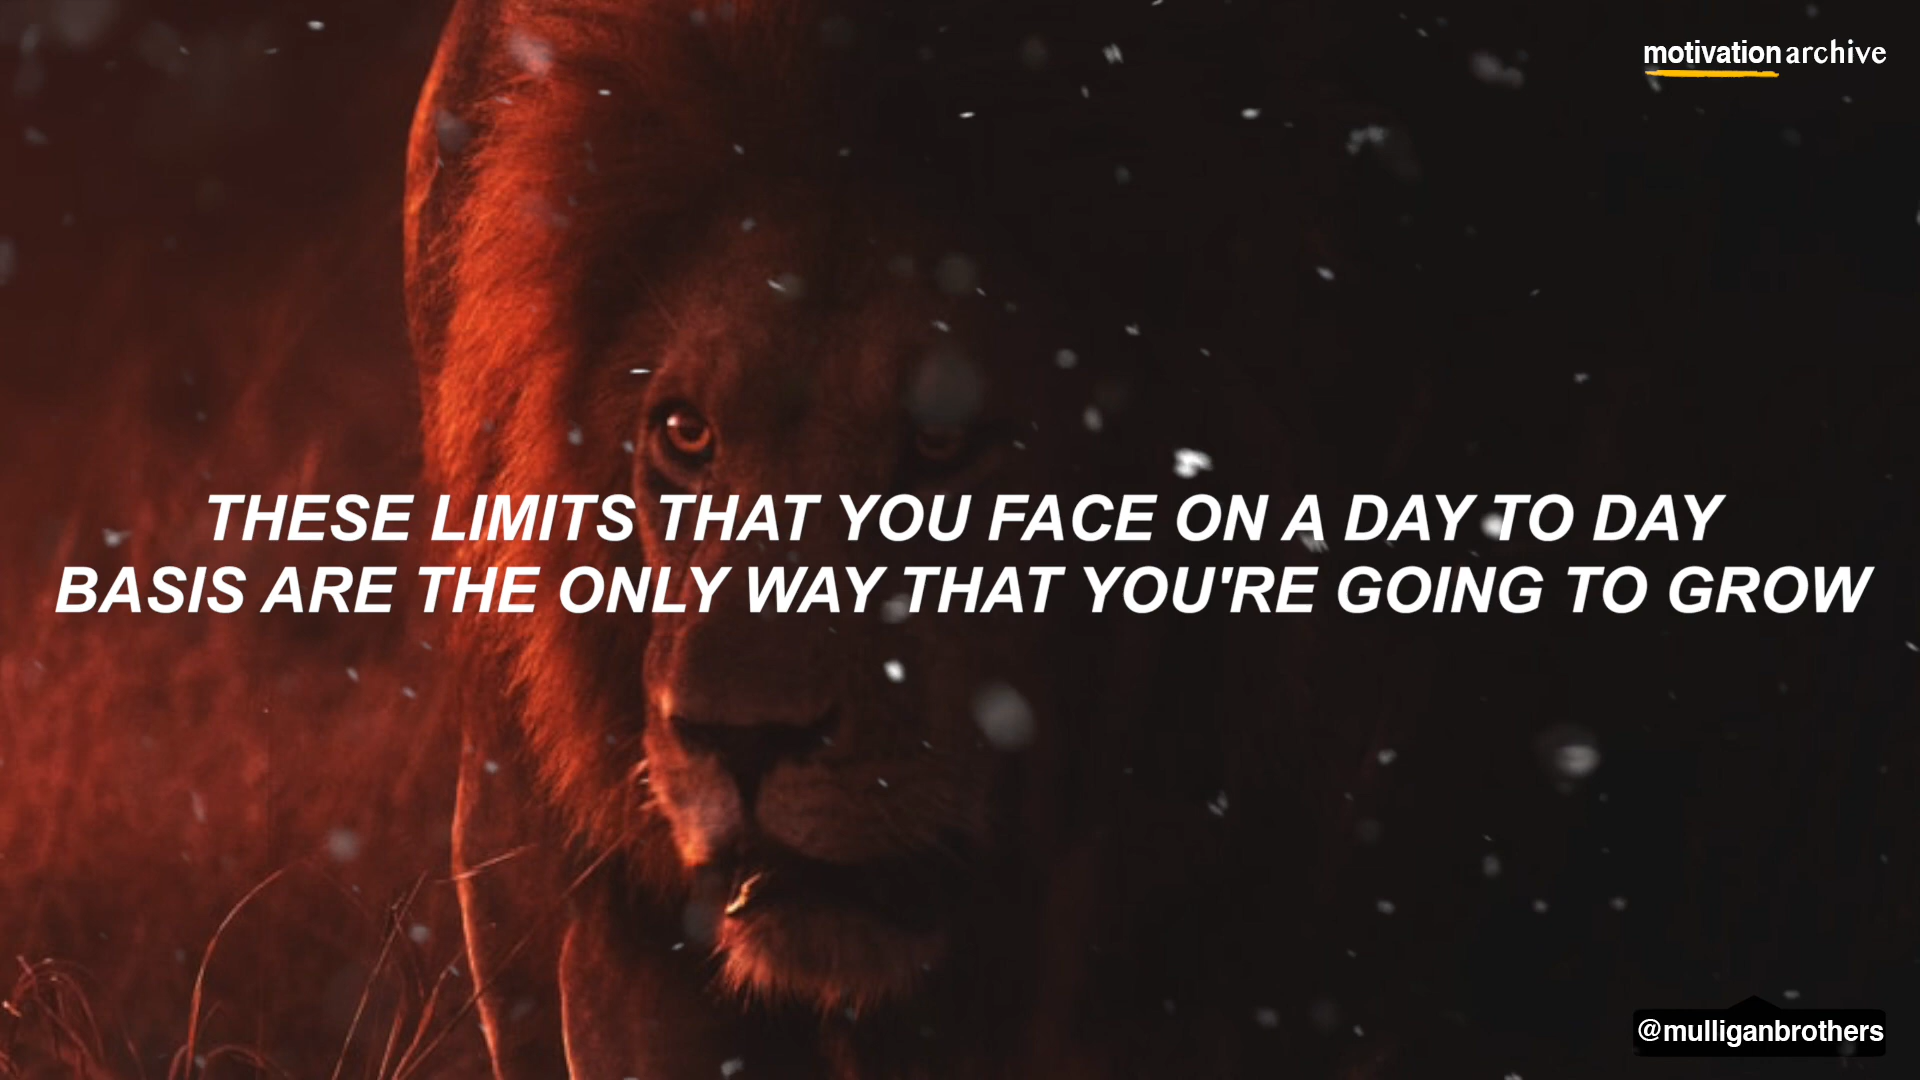 motivation archive
THESE LIMITS THAT YOU FACE ON A DAY TO DAY
BASIS ARE THE ONLY WAY THAT YOU'RE GOING TO GROW
@mulliganbrothers